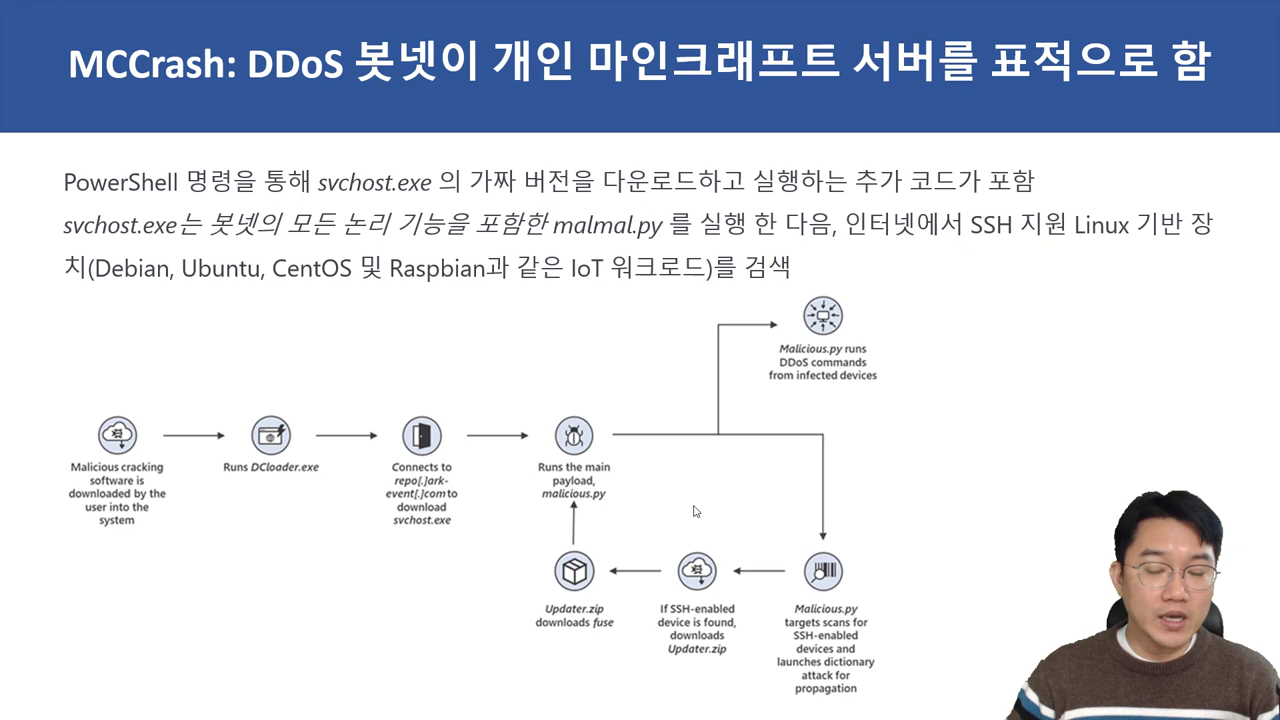 MCCrash: DDoS 봇넷이 개인 마인크래프트 서버를 표적으로 함
PowerShell 명령을 통해 svchost.exe 의 가짜 버전을 다운로드하고 실행하는 추가 코드가 포함
svchost.exe는 봇넷의 모든 논리 기능을 포함한 malmal.py 를 실행 한 다음, 인터넷에서 SSH 지원 Linux 기반 장
치(Debian, Ubuntu, CentOS 및 Raspbian과 같은 IoT 워크로드)를 검색
Malicious.py runs
DDoS commands
from infected devices
Malicious cracking
software is
downloaded by the
user into the
system
Runs DCloader.exe
Connects to
repo[.]ark-
event[.]com to
download
svchost.exe
Runs the main
payload,
malicious.py
Updater.zip
downloads fuse
If SSH-enabled
device is found,
downloads
Updater.zip
Malicious.py
targets scans for
SSH-enabled
devices and
launches dictionary
attack for
propagation